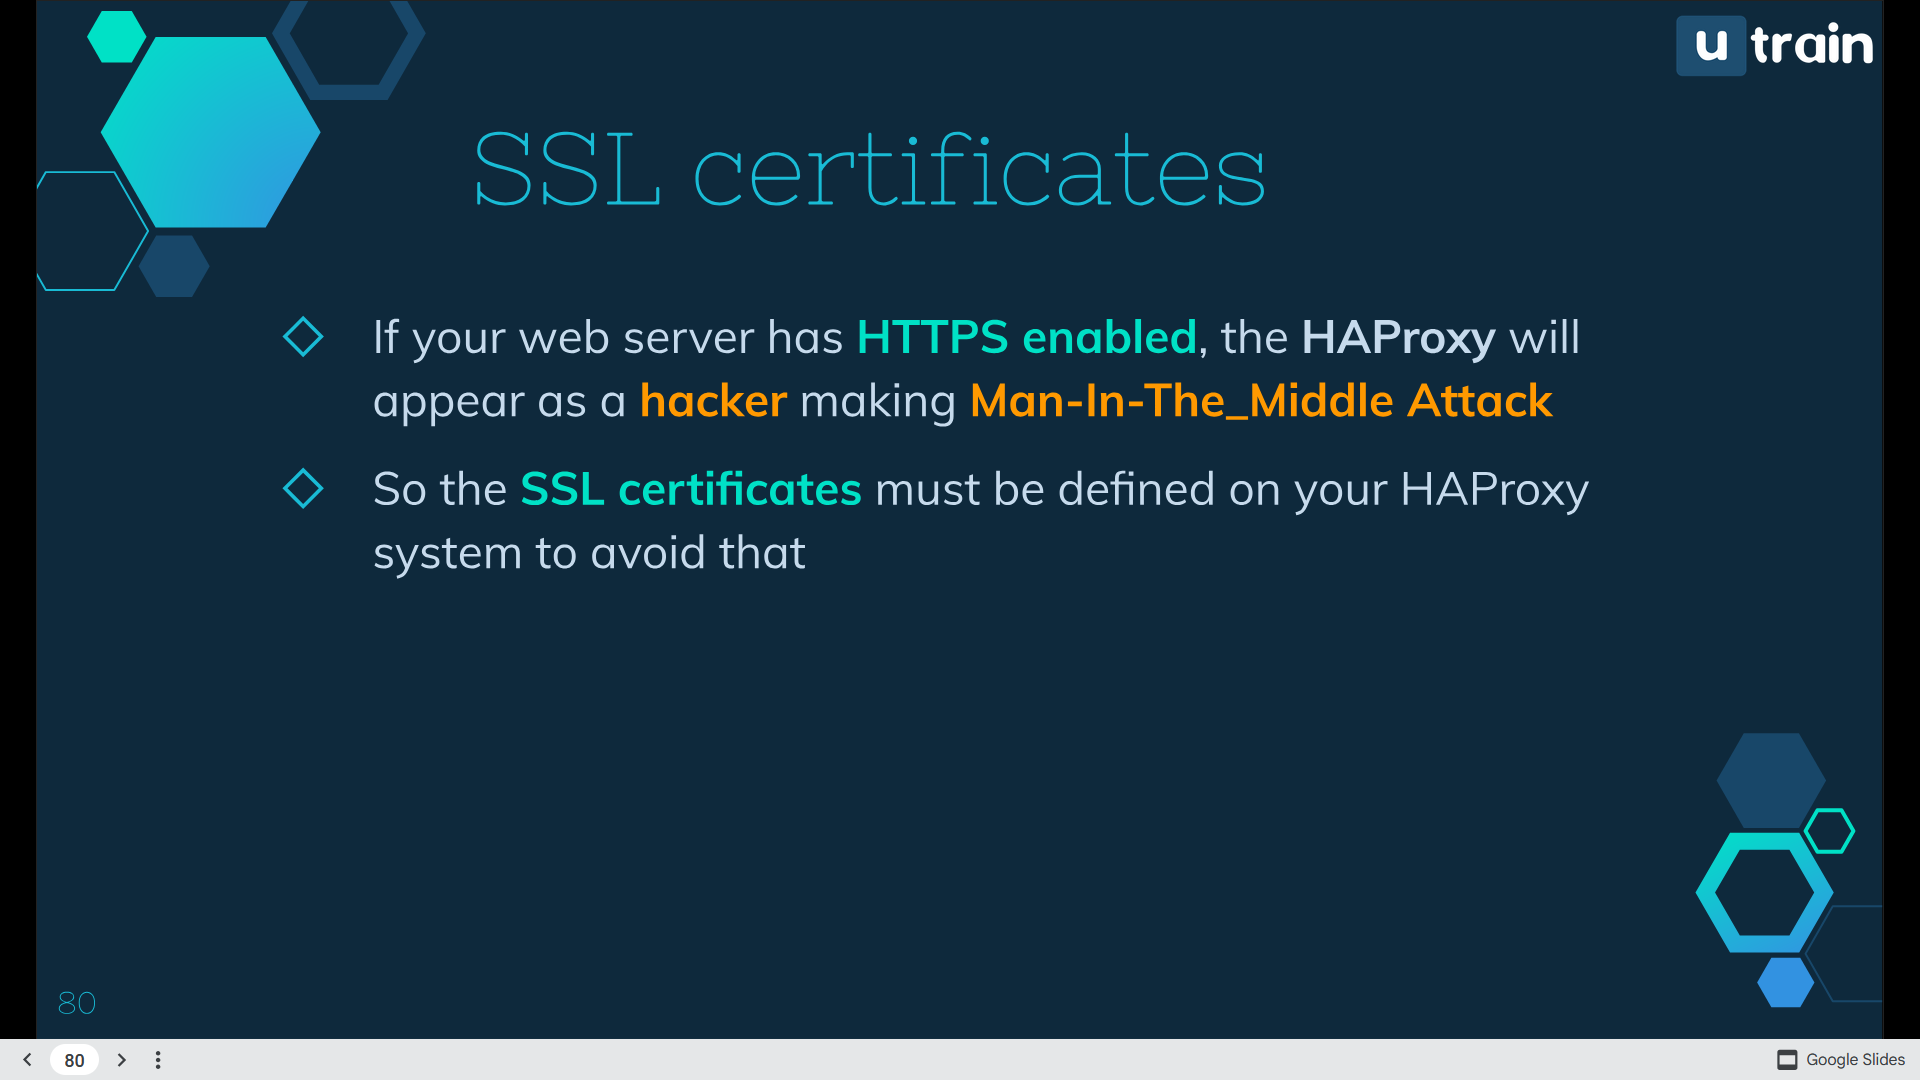 u train
SSL certificates
If your web server has HTTPS enabled, the HAProxy will
appear as a hacker making Man-In-The_Middle Attack
So the SSL certificates must be defined on your HAProxy
system to avoid that
80
80
Google Slides